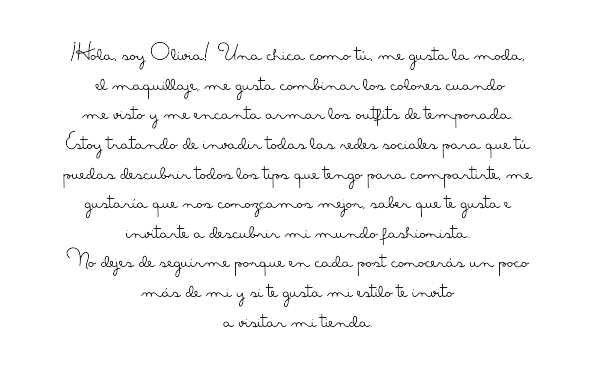 ¡Hola, soy Olivia! Una chica como tú, me gusta la moda,
el maquillaje, me gusta combinar los colores cuando
me visto y me encanta armar los outfits de temporada.
Estoy tratando de invadir todas las redes sociales para que tú
puedas descubrir todos los tips que tengo para compartirte, me
gustaría que nos conozcamos mejor, saber que te gusta e
invitarte a descubrir mi mundo fashionista.
No dejes de seguirme porque en cada post conocerás un poco
más de mi y si te gusta mi estilo te invito
a visitar mi tienda.